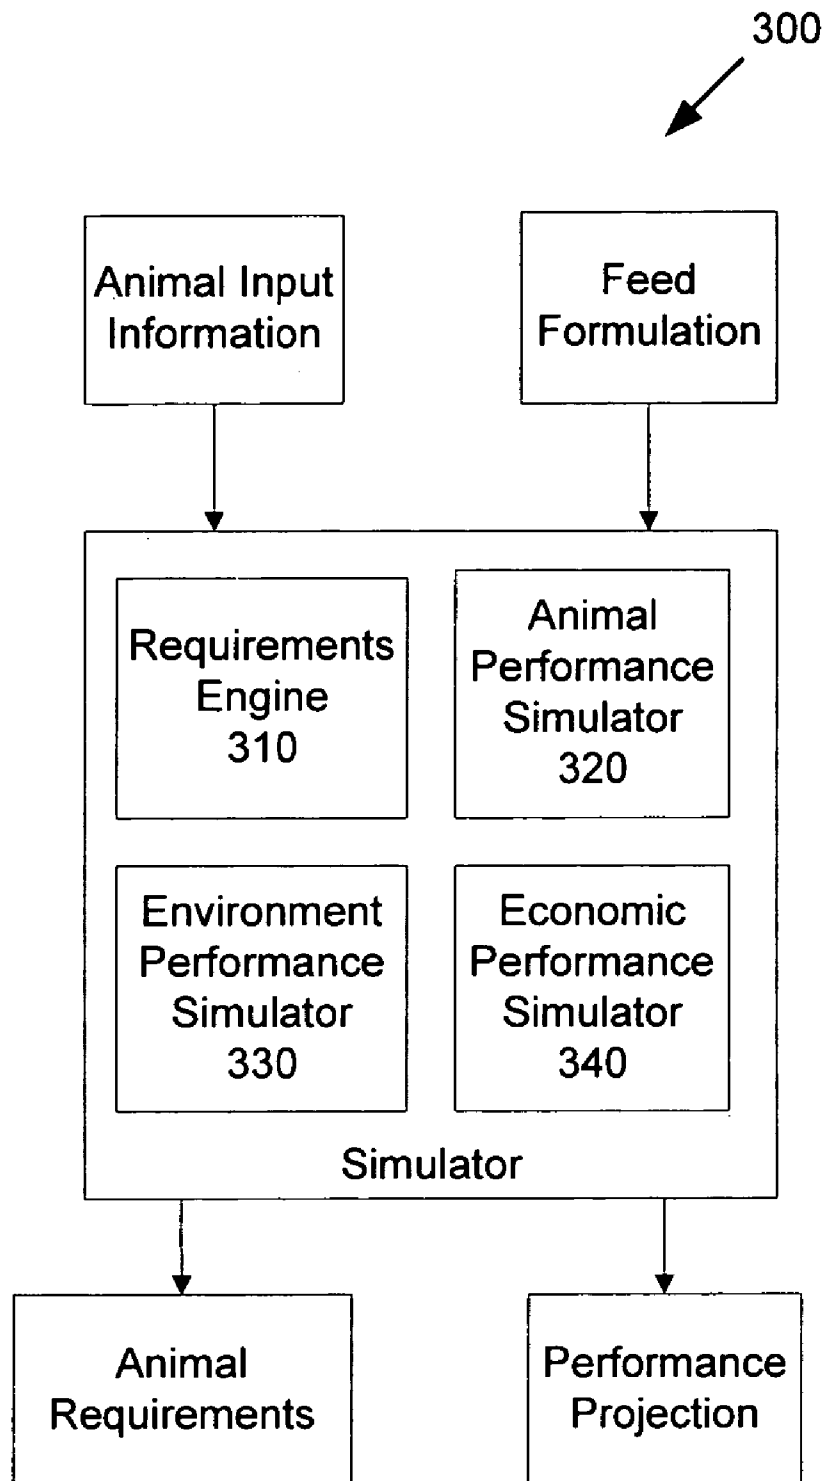 300
Animal Input
Information
Feed
Formulation
Requirements
Engine
310
Animal
Performance
Simulator
320
Environment
Performance
Simulator
330
Economic
Performance
Simulator
340
Simulator
Animal
Requirements
Performance
Projection